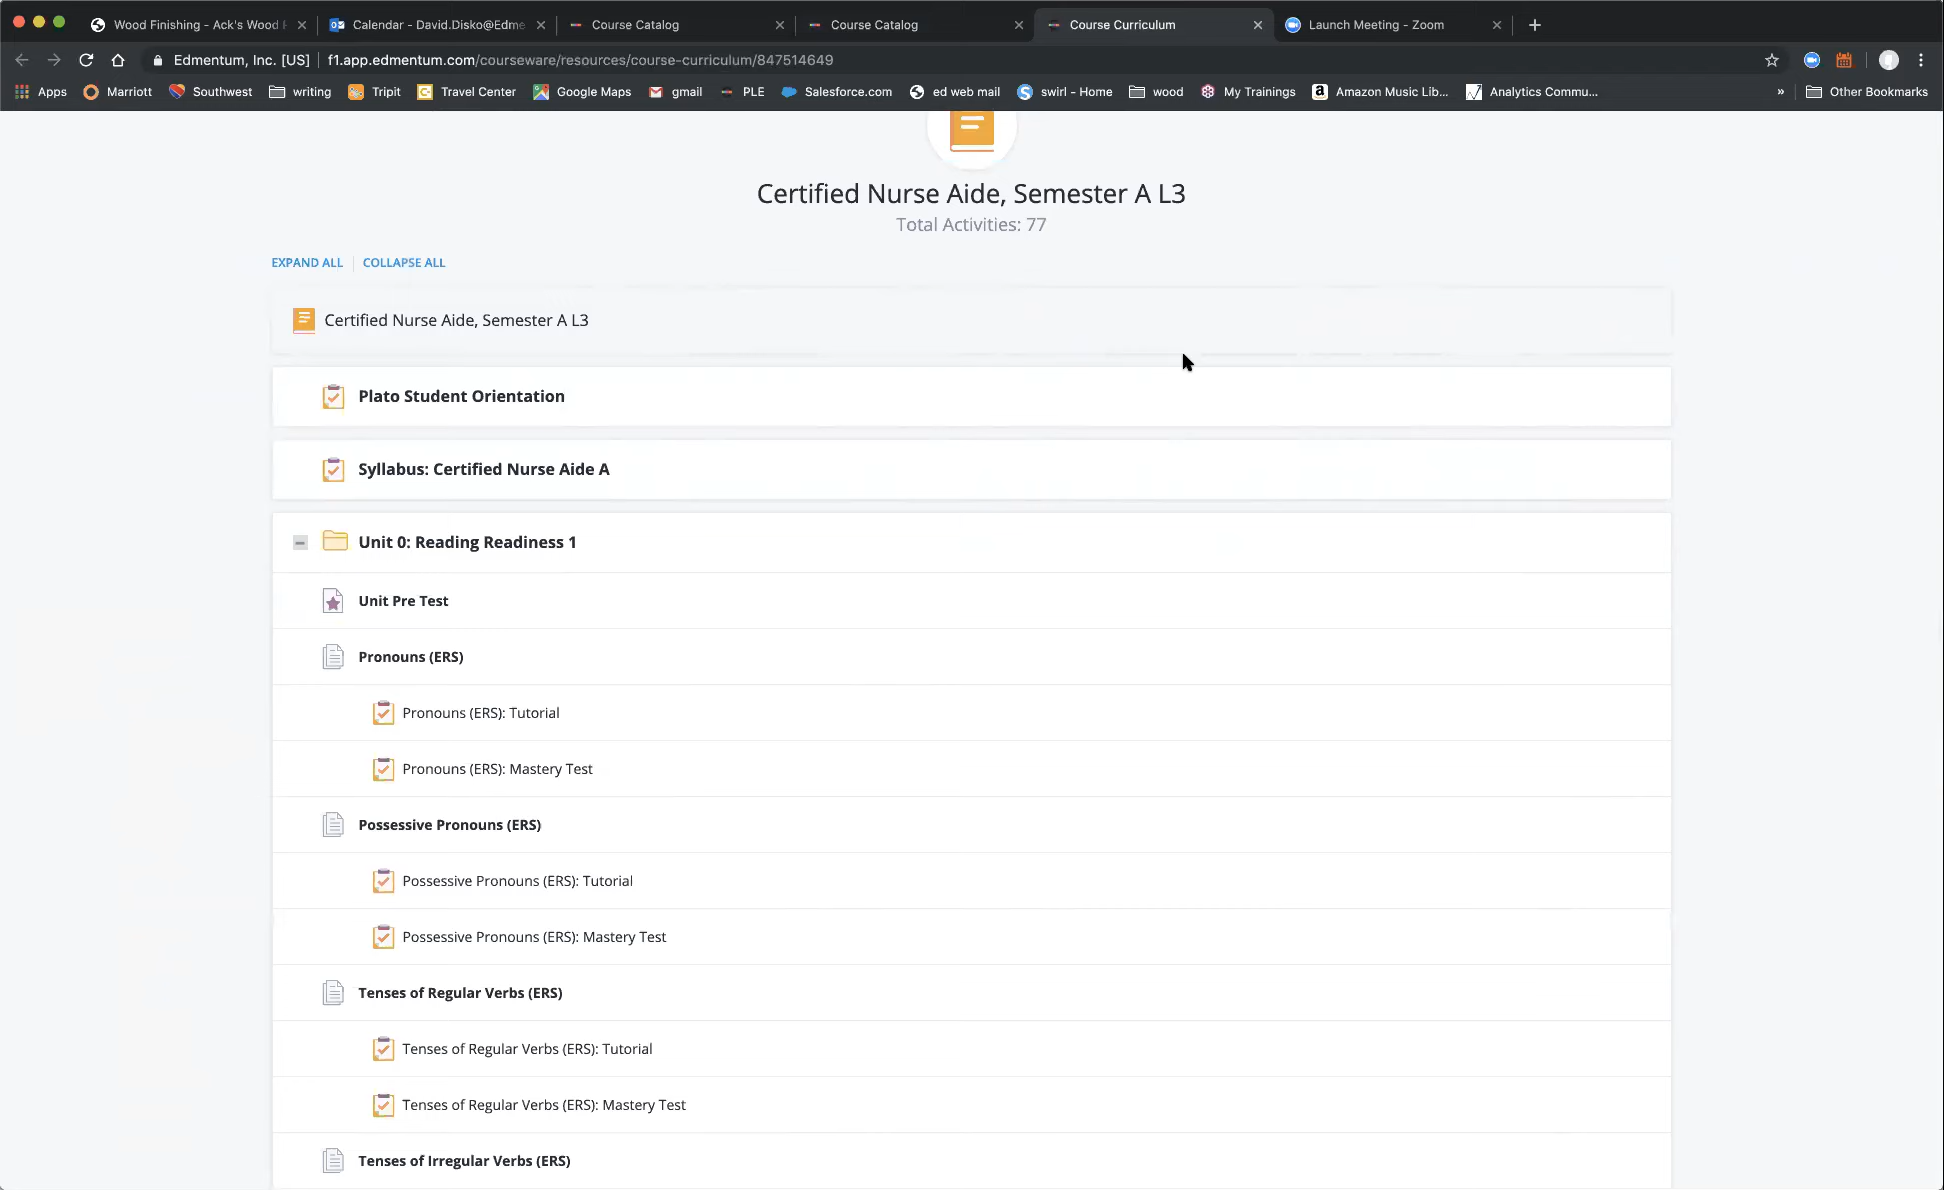 Wood Finishing - Ack's Wood
Calendar - David.Disko@Edme
Course Catalog
Course Catalog
Course Curriculum
Launch Meeting - Zoom
Edmentum, Inc. [US]
f1.app.edmentum.com/courseware/resources/course-curriculum/847514649
Apps
Marriott
Southwest
writing
Tripit
Travel Center
Google Maps
gmail
PLE
Salesforce.com
ed web mail
swirl - Home
wood
My Trainings
Amazon Music Lib...
Analytics Commu...
»
Other Bookmarks
Certified Nurse Aide, Semester A L3
Total Activities: 77
EXPAND ALL
COLLAPSE ALL
Certified Nurse Aide, Semester A L3
Plato Student Orientation
Syllabus: Certified Nurse Aide A
Unit 0: Reading Readiness 1
Unit Pre Test
Pronouns (ERS)
Pronouns (ERS): Tutorial
Pronouns (ERS): Mastery Test
Possessive Pronouns (ERS)
Possessive Pronouns (ERS): Tutorial
Possessive Pronouns (ERS): Mastery Test
Tenses of Regular Verbs (ERS)
Tenses of Regular Verbs (ERS): Tutorial
Tenses of Regular Verbs (ERS): Mastery Test
Tenses of Irregular Verbs (ERS)